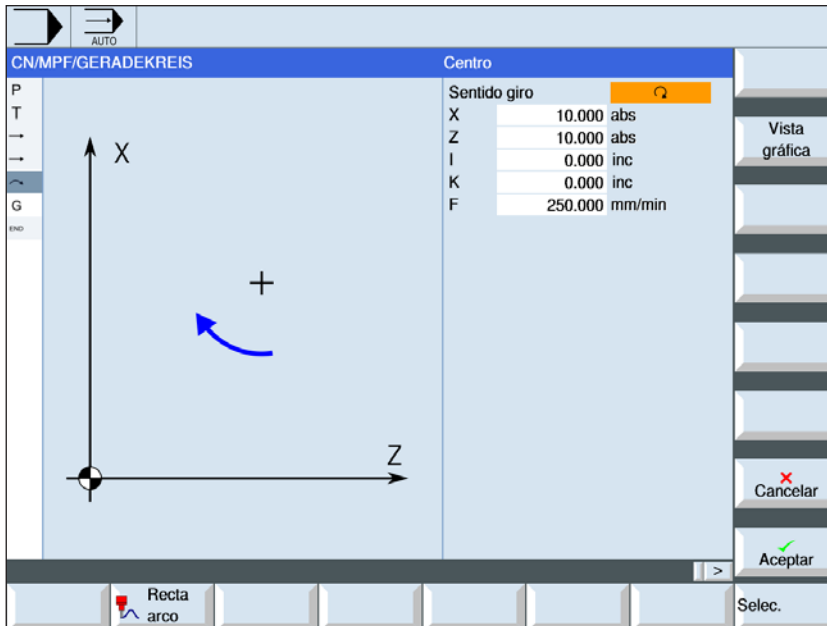 AUTO
CN/MPF/GERADEKREIS
Centro
P
T
G
END
X
Z
Sentido giro
X 10.000 abs
Z 10.000 abs
I 0.000 inc
K 0.000 inc
F 250.000 mm/min
Vista
gráfica
Cancelar
Aceptar
>
Recta
arco
Selec.